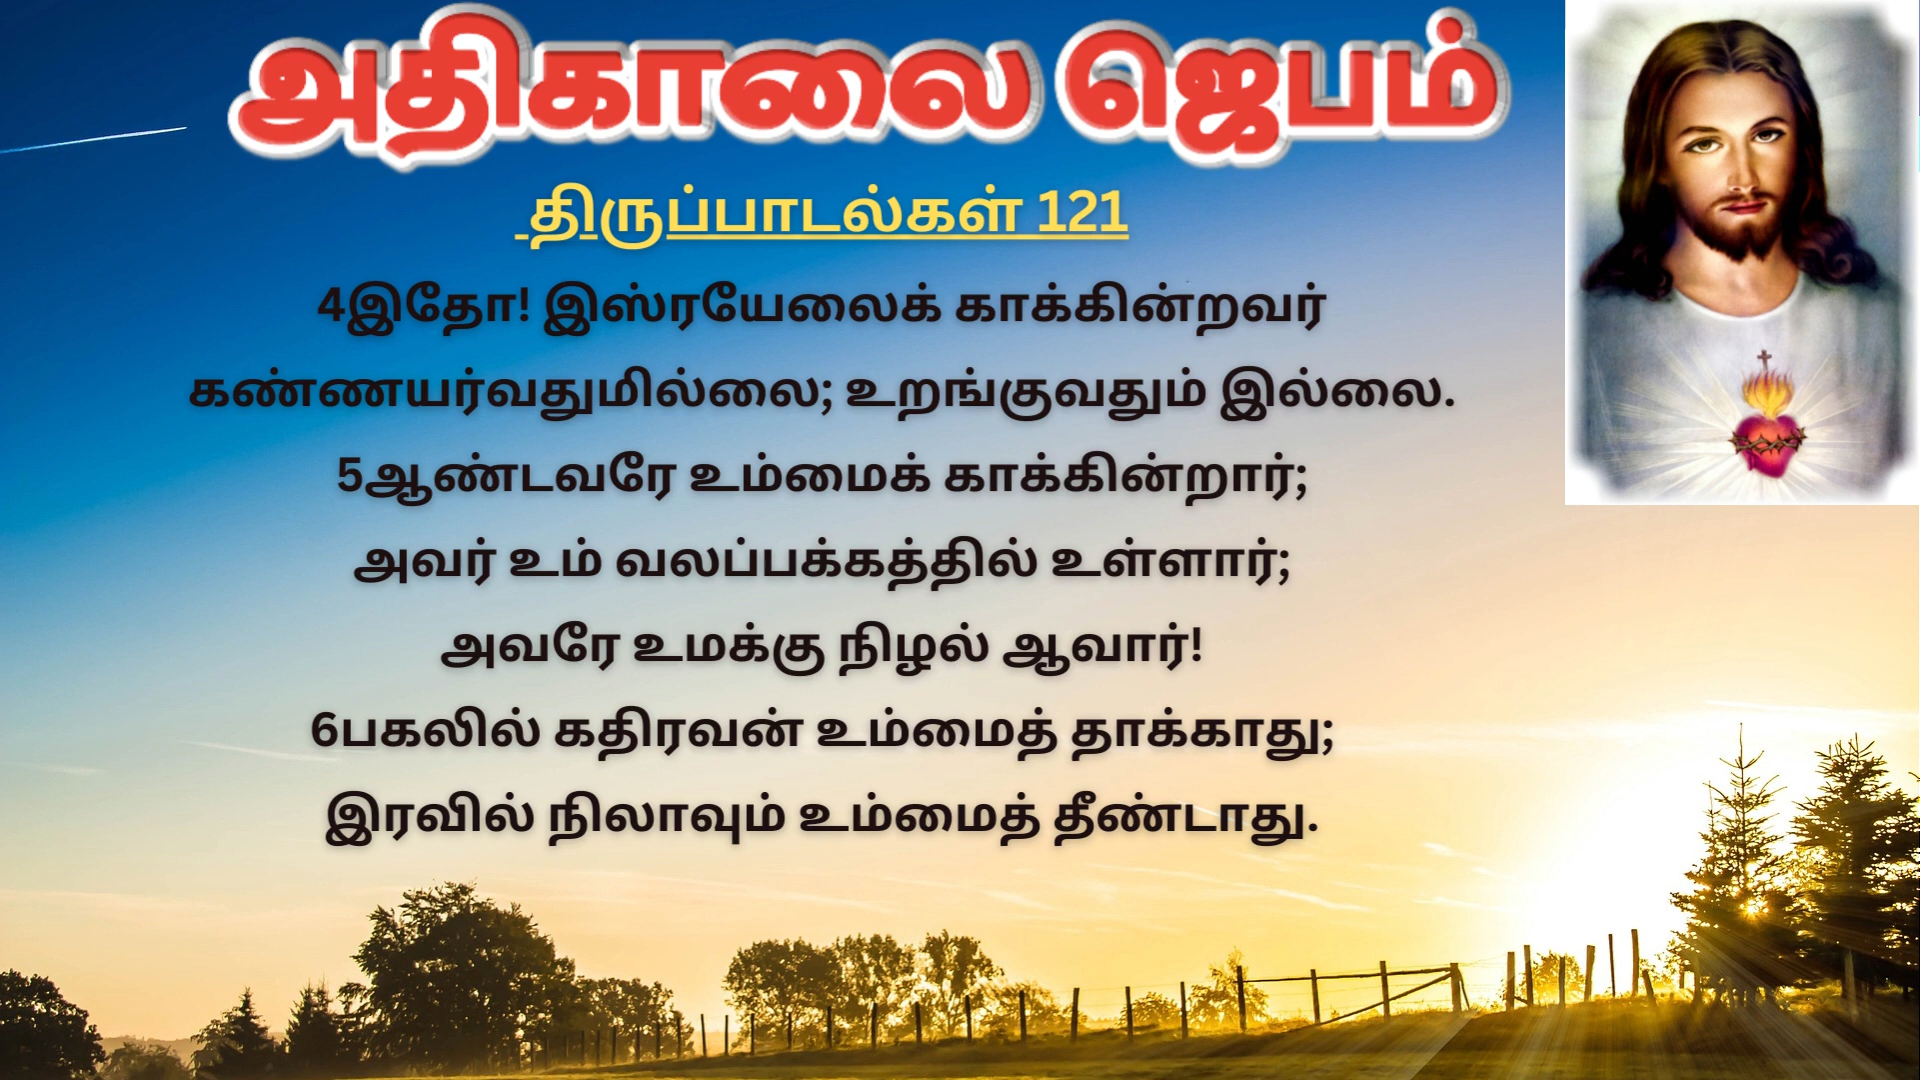 அதிகாலை ஜெபம்
திருப்பாடல்கள் 121
4இதோ! இஸ்ரயேலைக் காக்கின்றவர்
கண்ணயர்வதுமில்லை; உறங்குவதும் இல்லை.
5ஆண்டவரே உம்மைக் காக்கின்றார்;
அவர் உம் வலப்பக்கத்தில் உள்ளார்;
அவரே உமக்கு நிழல் ஆவார்!
6பகலில் கதிரவன் உம்மைத் தாக்காது;
இரவில் நிலாவும் உம்மைத் தீண்டாது.